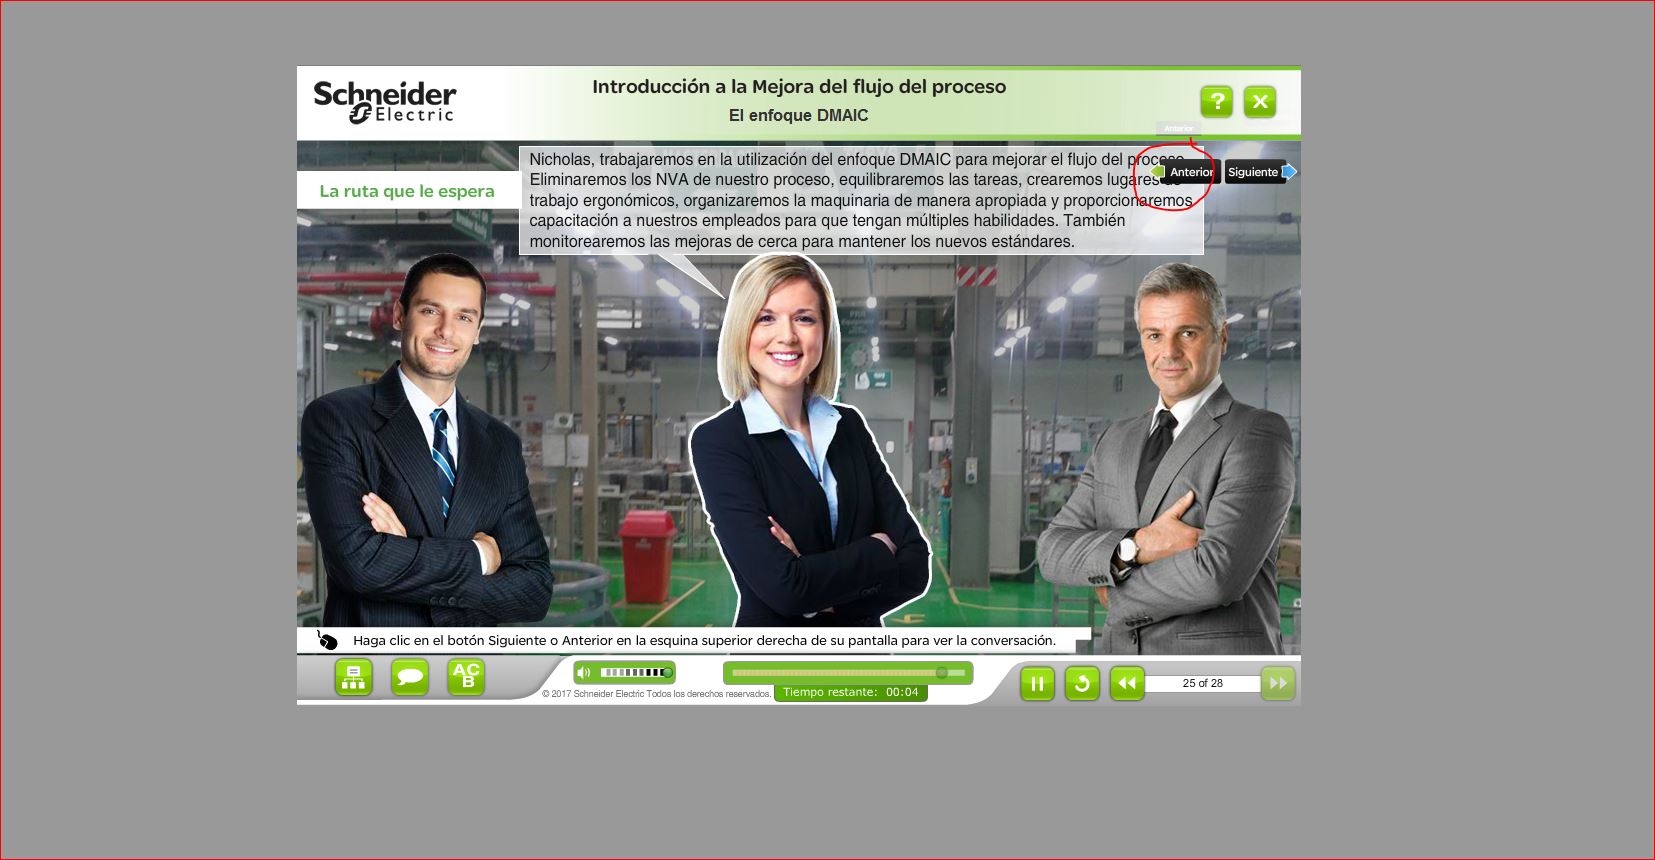 Schneider
Electric
Introducción a la Mejora del flujo del proceso
El enfoque DMAIC
?
X
Anterior
Nicholas, trabajaremos en la utilización del enfoque DMAIC para mejorar el flujo del proceso.
Eliminaremos los NVA de nuestro proceso, equilibraremos las tareas, crearemos lugares de
trabajo ergonómicos, organizaremos la maquinaria de manera apropiada y proporcionaremos
capacitación a nuestros empleados para que tengan múltiples habilidades. También
monitorearemos las mejoras de cerca para mantener los nuevos estándares.
Anterior
Siguiente
La ruta que le espera
Haga clic en el botón Siguiente o Anterior en la esquina superior derecha de su pantalla para ver la conversación.
AC
B
© 2017 Schneider Electric Todos los derechos reservados.
Tiempo restante: 00:04
25 of 28